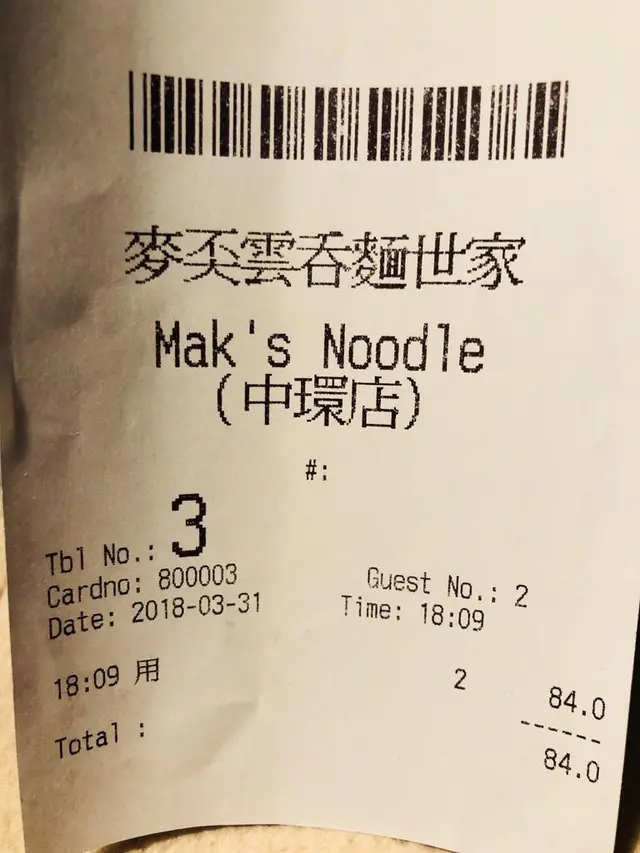 麥奀雲吞麵世家
Mak's Noodle
(中環店)
#:
Tbl No.: 3
Cardno: 800003 Guest No.: 2
Date: 2018-03-31 Time: 18:09
18:09 用 2 84.0
------
Total : 84.0